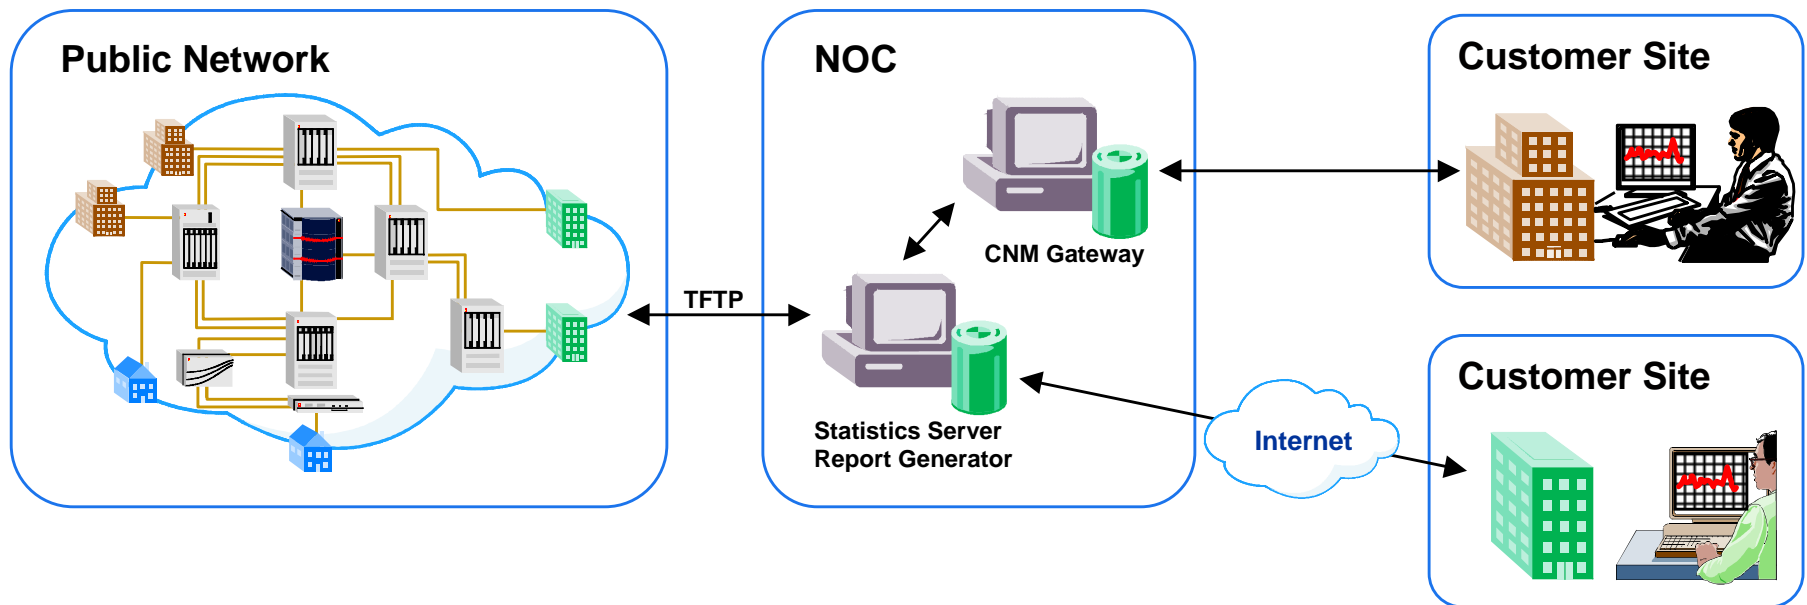 Public Network
NOC
Customer Site
CNM Gateway
TFTP
Statistics Server
Report Generator
Internet
Customer Site